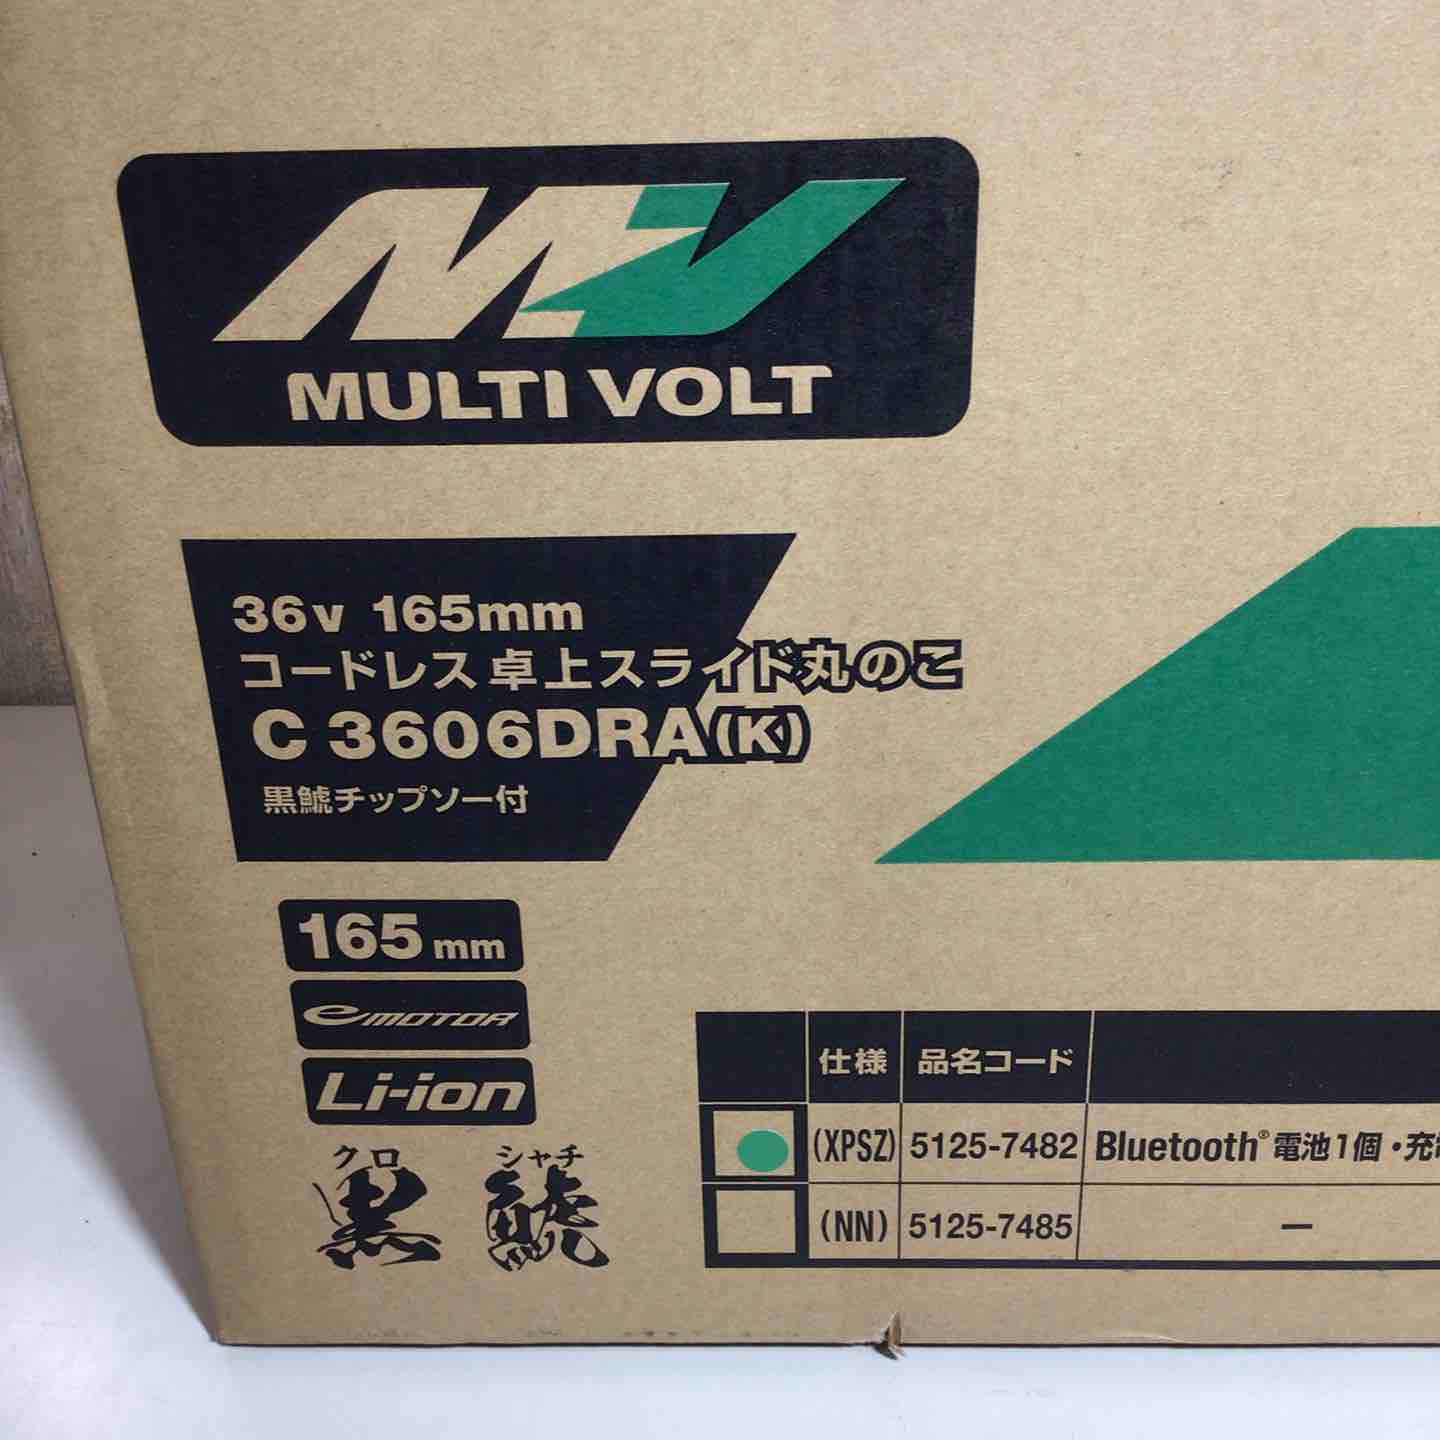 MV
MULTI VOLT
36v 165mm
コードレス 卓上スライド丸のこ
C 3606DRA(K)
黒鯱チップソー付
165mm
e MOTOR
Li-ion
クロ シャチ
黒 鯱
仕様 品名コード
(XPSZ) 5125-7482 Bluetooth® 電池1個・充
(NN) 5125-7485 ー